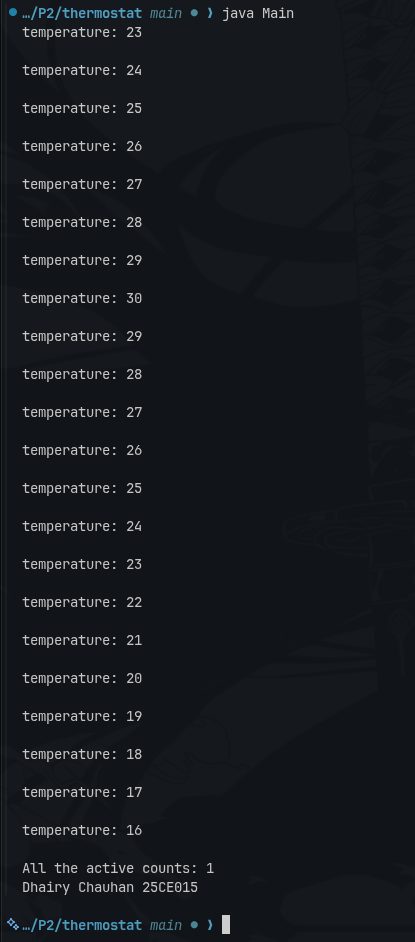 …/P2/thermostat main ● ❯ java Main
temperature: 23
temperature: 24
temperature: 25
temperature: 26
temperature: 27
temperature: 28
temperature: 29
temperature: 30
temperature: 29
temperature: 28
temperature: 27
temperature: 26
temperature: 25
temperature: 24
temperature: 23
temperature: 22
temperature: 21
temperature: 20
temperature: 19
temperature: 18
temperature: 17
temperature: 16
All the active counts: 1
Dhairy Chauhan 25CE015
…/P2/thermostat main ● ❯